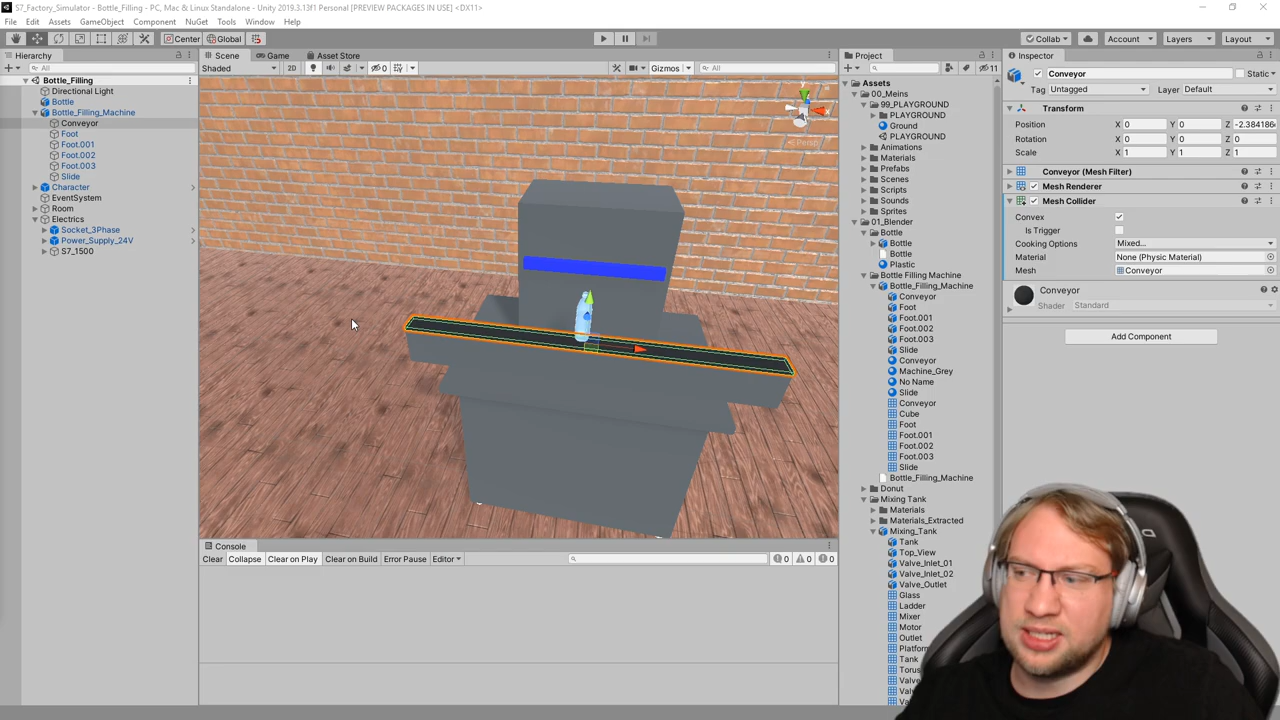 S7_Factory_Simulator - Bottle_Filling - PC, Mac & Linux Standalone - Unity 2019.3.13f1 Personal [PREVIEW PACKAGES IN USE] <DX11>
File Edit Assets GameObject Component NuGet Tools Window Help
Center Global Collab Account Layers Layout
Hierarchy
All
Bottle_Filling
Directional Light
Bottle
Bottle_Filling_Machine
Conveyor
Foot
Foot.001
Foot.002
Foot.003
Slide
Character
EventSystem
Room
Electrics
Socket_3Phase
Power_Supply_24V
S7_1500
Scene Game Asset Store
Shaded 2D 0 Gizmos All
Persp
Console
Clear Collapse Clear on Play Clear on Build Error Pause Editor 0 0 0
Project
11
Assets
00_Meins
99_PLAYGROUND
PLAYGROUND
Ground
PLAYGROUND
Animations
Materials
Prefabs
Scenes
Scripts
Sounds
Sprites
01_Blender
Bottle
Bottle
Bottle
Plastic
Bottle Filling Machine
Bottle_Filling_Machine
Conveyor
Foot
Foot.001
Foot.002
Foot.003
Slide
Conveyor
Machine_Grey
No Name
Slide
Conveyor
Cube
Foot
Foot.001
Foot.002
Foot.003
Slide
Bottle_Filling_Machine
Donut
Mixing Tank
Materials
Materials_Extracted
Mixing_Tank
Tank
Top_View
Valve_Inlet_01
Valve_Inlet_02
Valve_Outlet
Glass
Ladder
Mixer
Motor
Outlet
Platfor
Tank
Torus
Inspector
Conveyor Static
Tag Untagged Layer Default
Transform
Position X 0 Y 0 Z -2.384186
Rotation X 0 Y 0 Z 0
Scale X 1 Y 1 Z 1
Conveyor (Mesh Filter)
Mesh Renderer
Mesh Collider
Convex
Is Trigger
Cooking Options Mixed...
Material None (Physic Material)
Mesh Conveyor
Conveyor
Shader Standard
Add Component